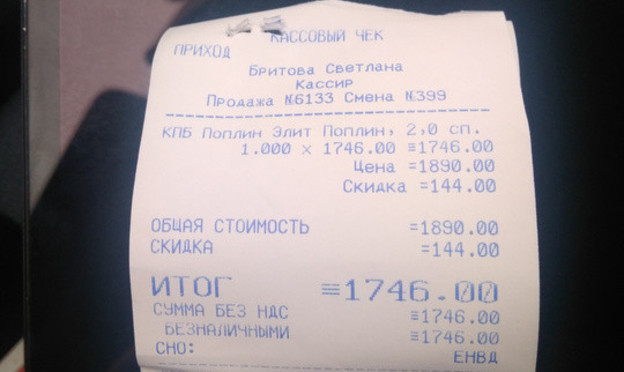 КАССОВЫЙ ЧЕК
ПРИХОД
Бритова Светлана
Кассир
Продажа №6133 Смена №399
КПБ Поплин Элит Поплин, 2,0 сп.
1.000 x 1746.00 ≡1746.00
Цена =1890.00
Скидка =144.00
ОБЩАЯ СТОИМОСТЬ =1890.00
СКИДКА =144.00
ИТОГ ≡1746.00
СУММА БЕЗ НДС ≡1746.00
БЕЗНАЛИЧНЫМИ ≡1746.00
СНО: ЕНВД